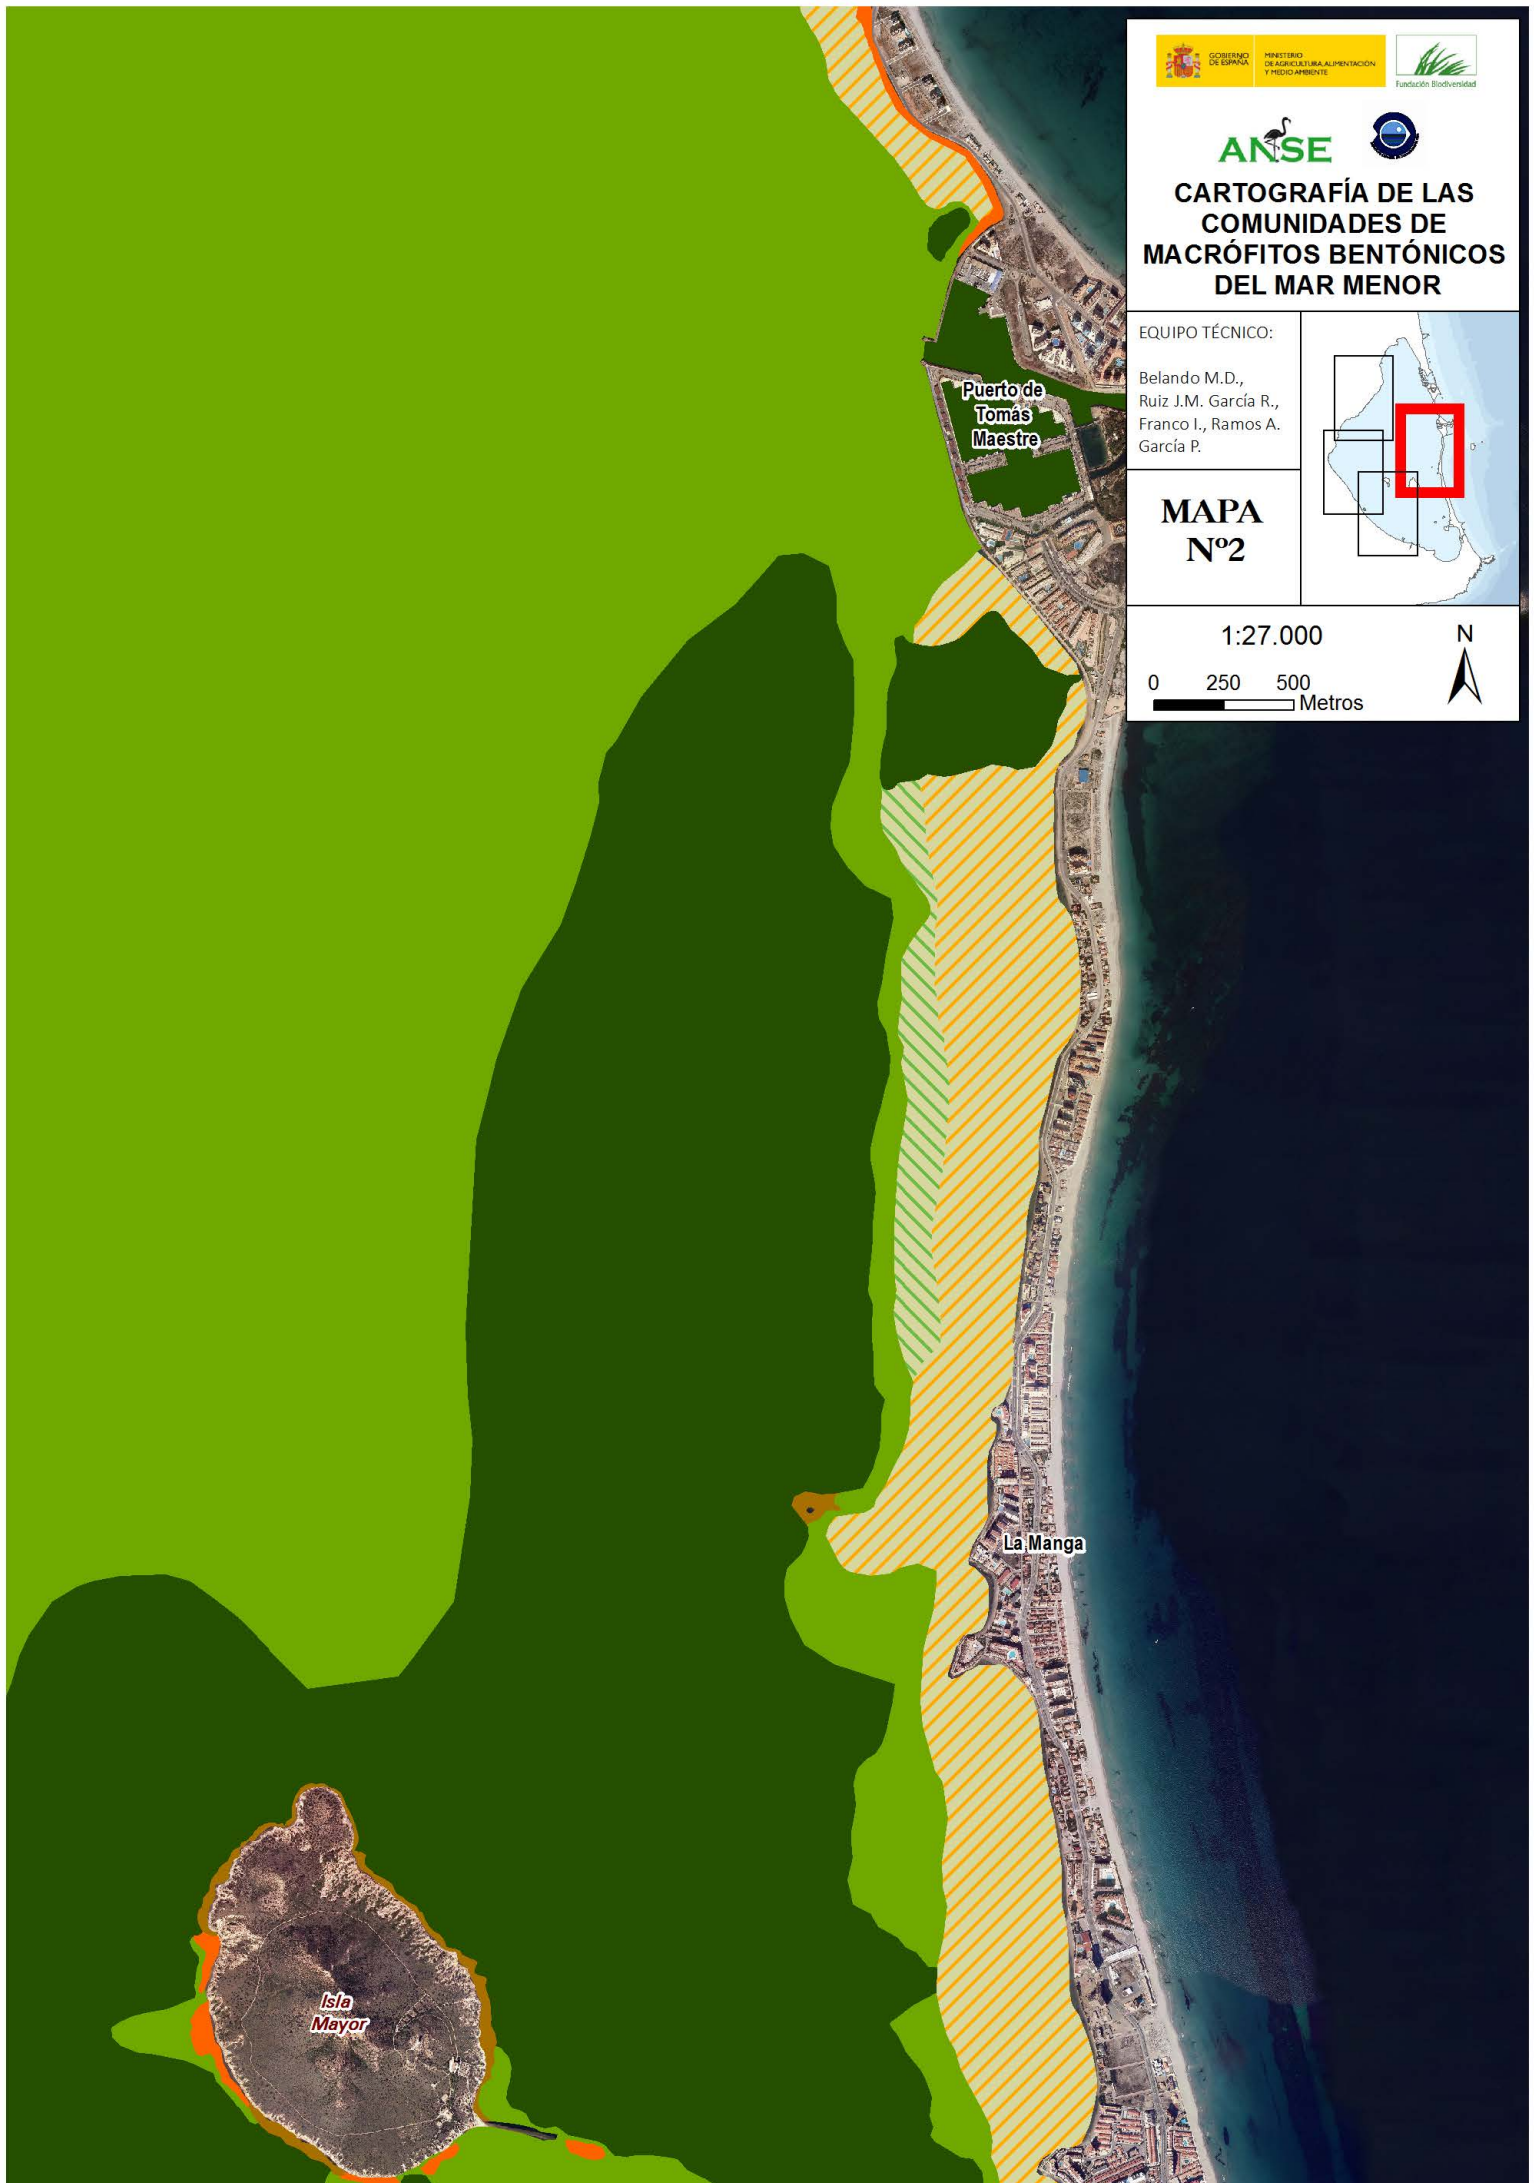 GOBIERNO
DE ESPAÑA
MINISTERIO
DE AGRICULTURA, ALIMENTACIÓN
Y MEDIO AMBIENTE
Fundación Biodiversidad
ANSE
CARTOGRAFÍA DE LAS
COMUNIDADES DE
MACRÓFITOS BENTÓNICOS
DEL MAR MENOR
EQUIPO TÉCNICO:
Belando M.D.,
Ruiz J.M. García R.,
Franco I., Ramos A.
García P.
MAPA
Nº2
1:27.000
N
0 250 500
Metros
Puerto de
Tomás
Maestre
La Manga
Isla
Mayor